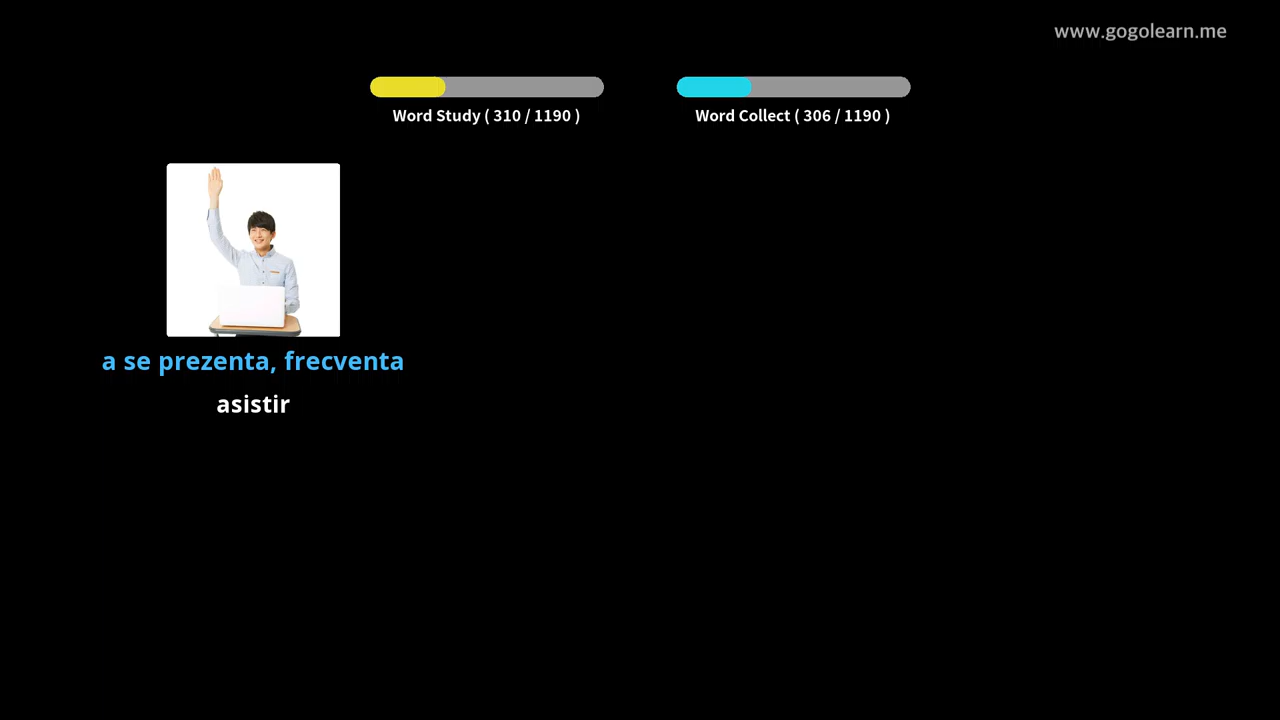 www.gogolearn.me
Word Study ( 310 / 1190 )
Word Collect ( 306 / 1190 )
a se prezenta, frecventa
asistir